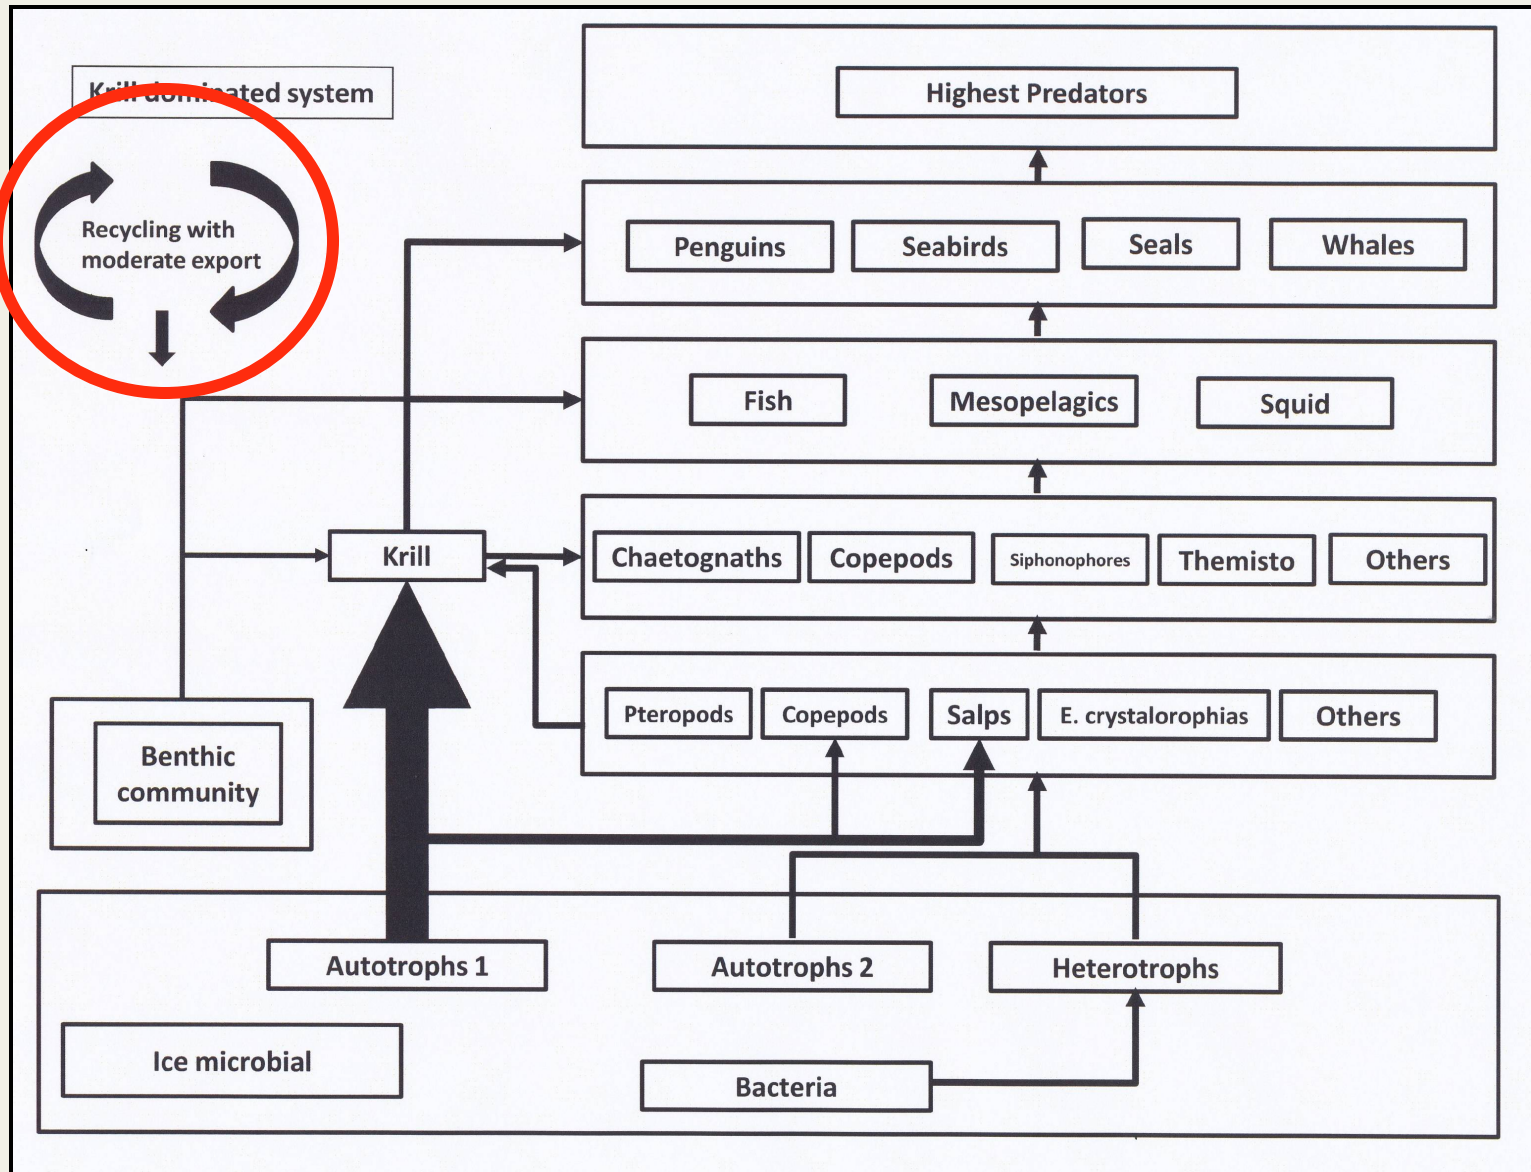 Krill dominated system
Recycling with
moderate export
Highest Predators
Penguins
Seabirds
Seals
Whales
Fish
Mesopelagics
Squid
Krill
Chaetognaths
Copepods
Siphonophores
Themisto
Others
Pteropods
Copepods
Salps
E. crystalorophias
Others
Benthic
community
Autotrophs 1
Autotrophs 2
Heterotrophs
Ice microbial
Bacteria